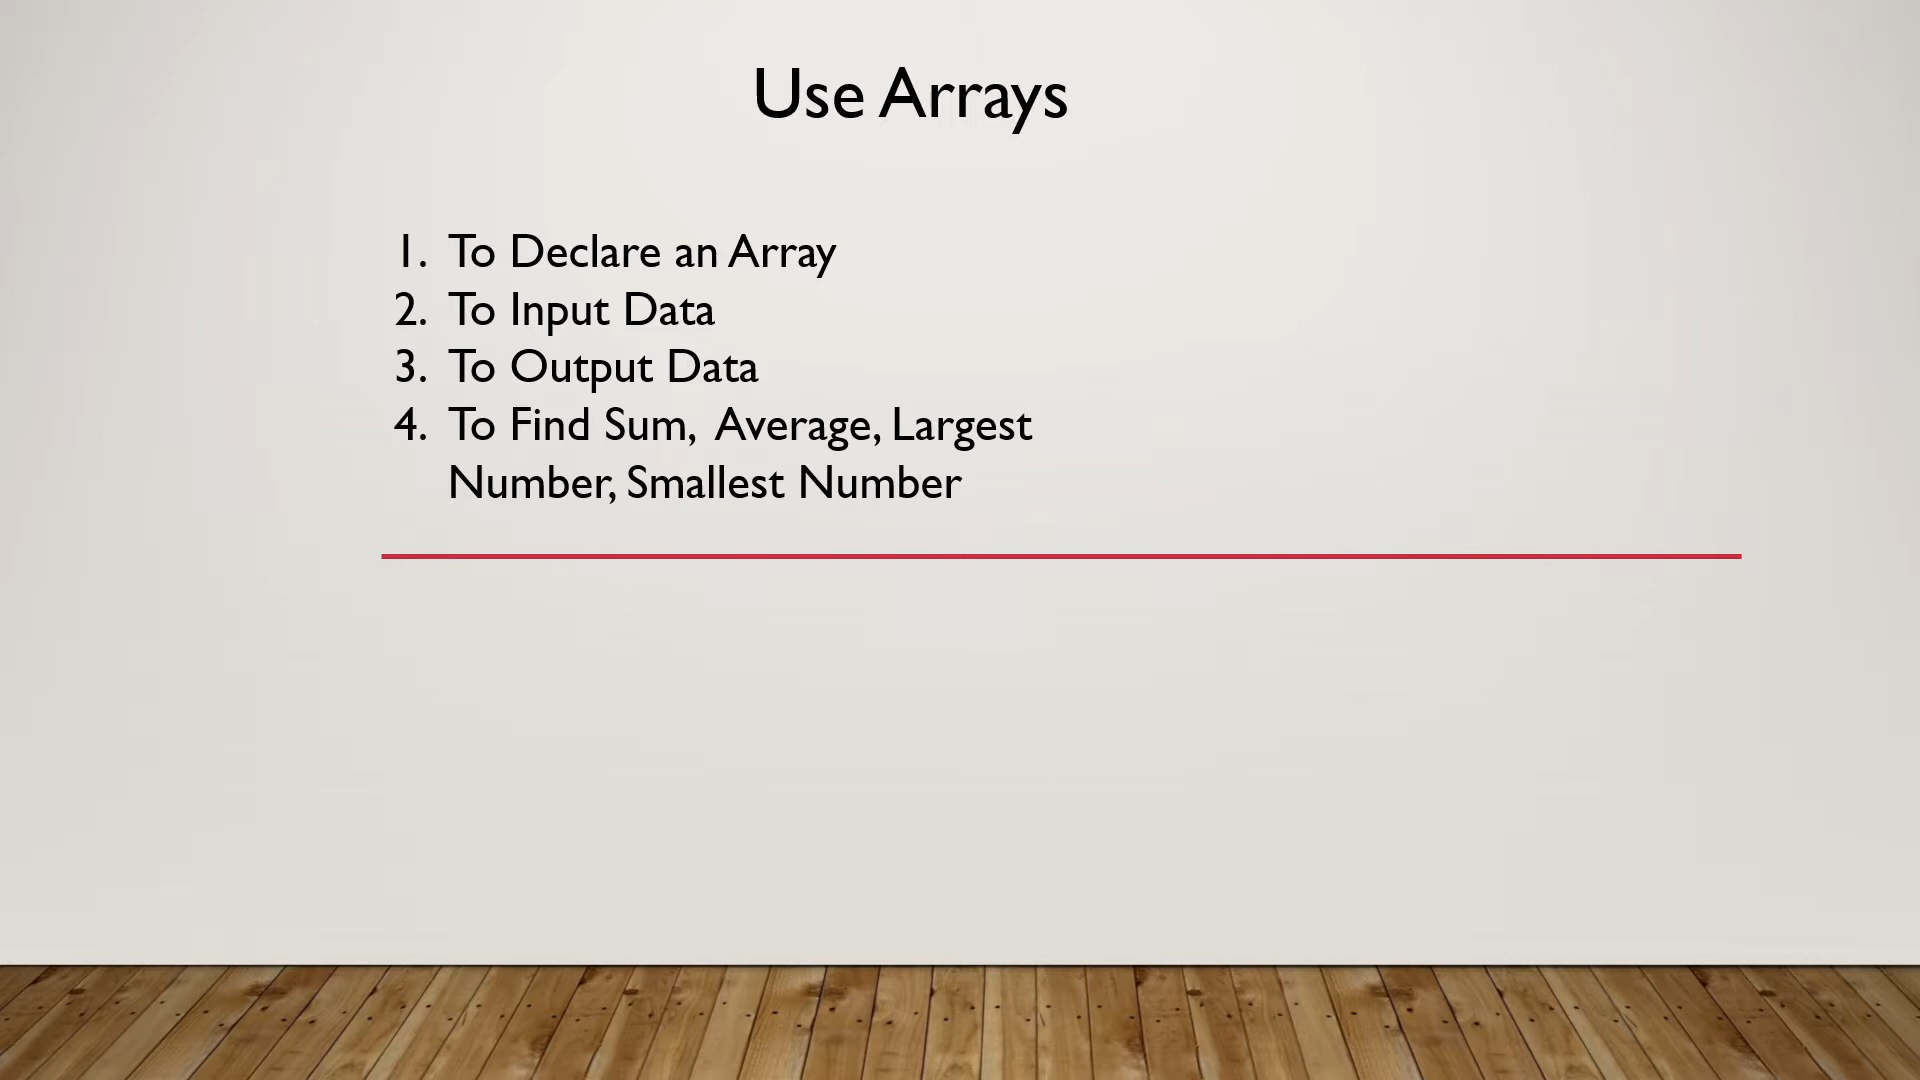 Use Arrays
1. To Declare an Array
2. To Input Data
3. To Output Data
4. To Find Sum, Average, Largest
Number, Smallest Number